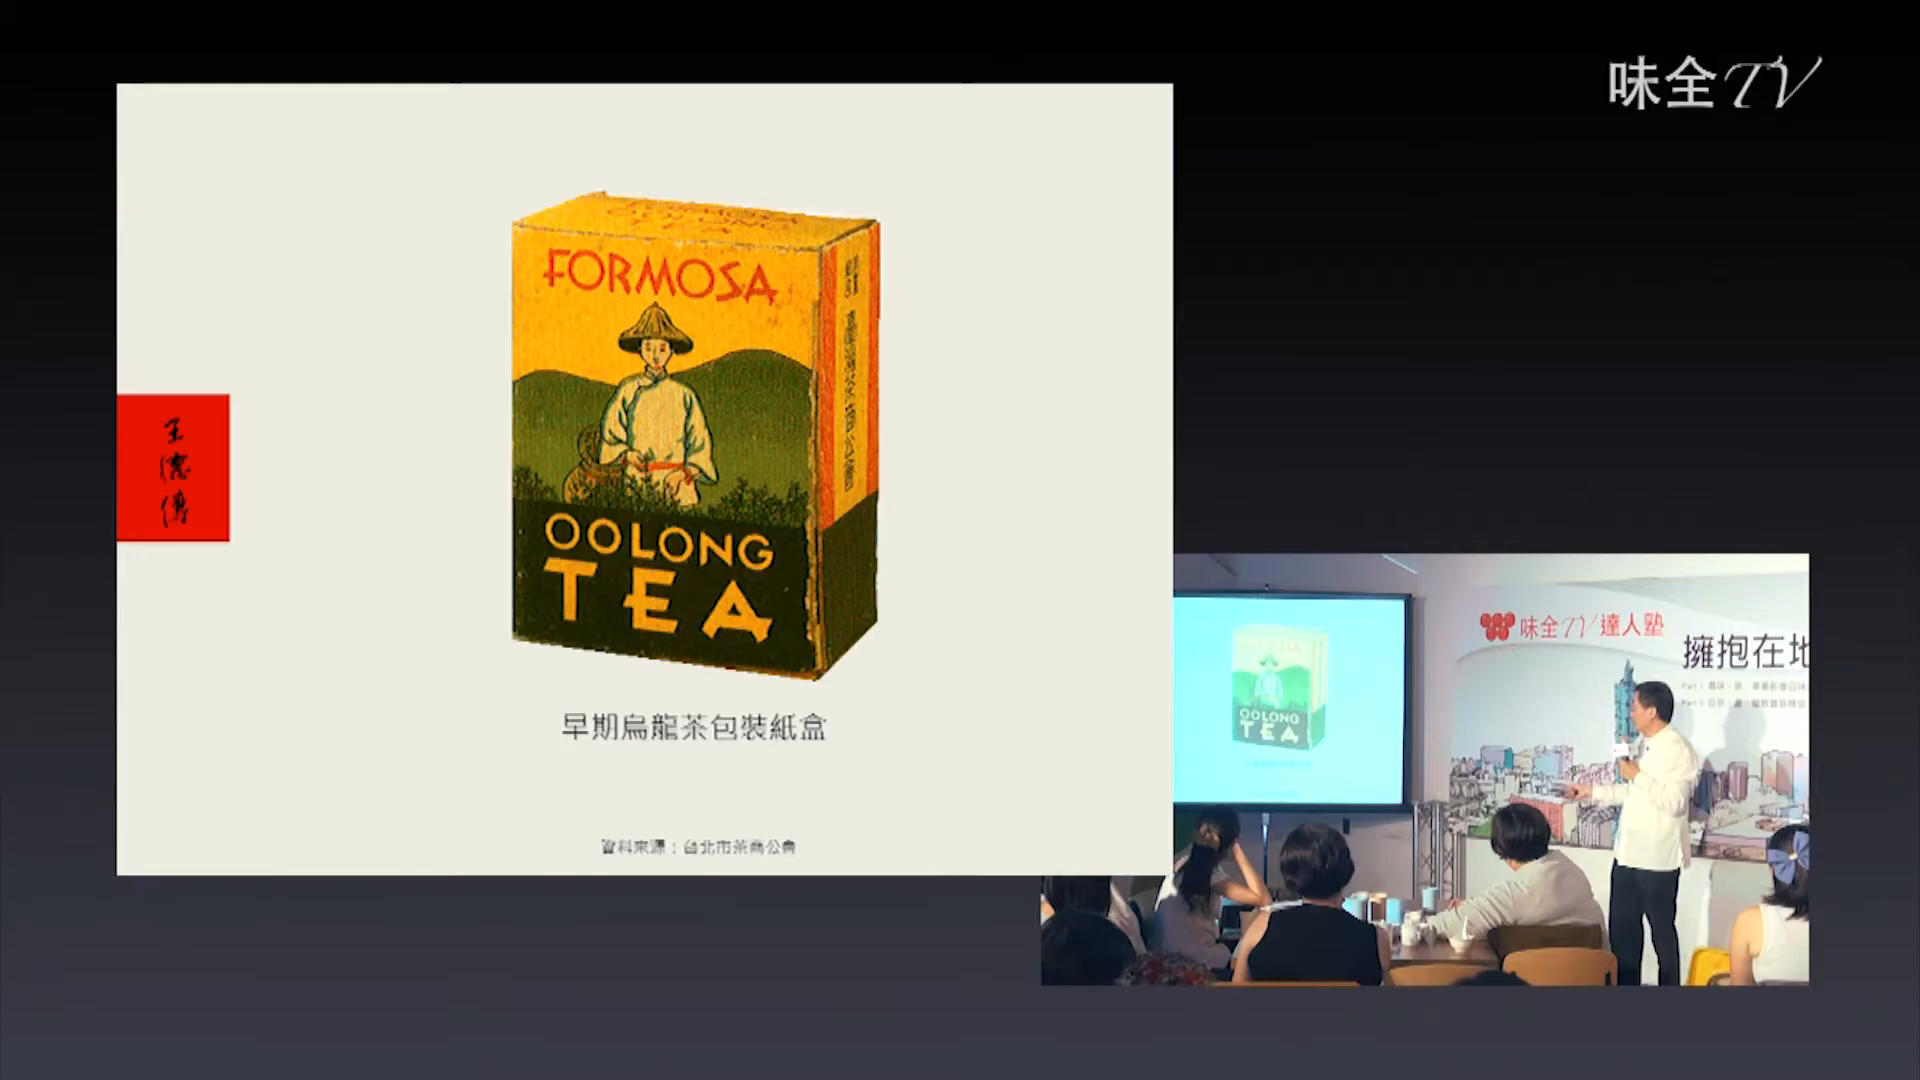 味全TV
FORMOSA
OOLONG
TEA
王德傳
早期烏龍茶包裝紙盒
資料來源：台北市茶商公會
OOLONG
TEA
味全TV達人塾
擁抱在地